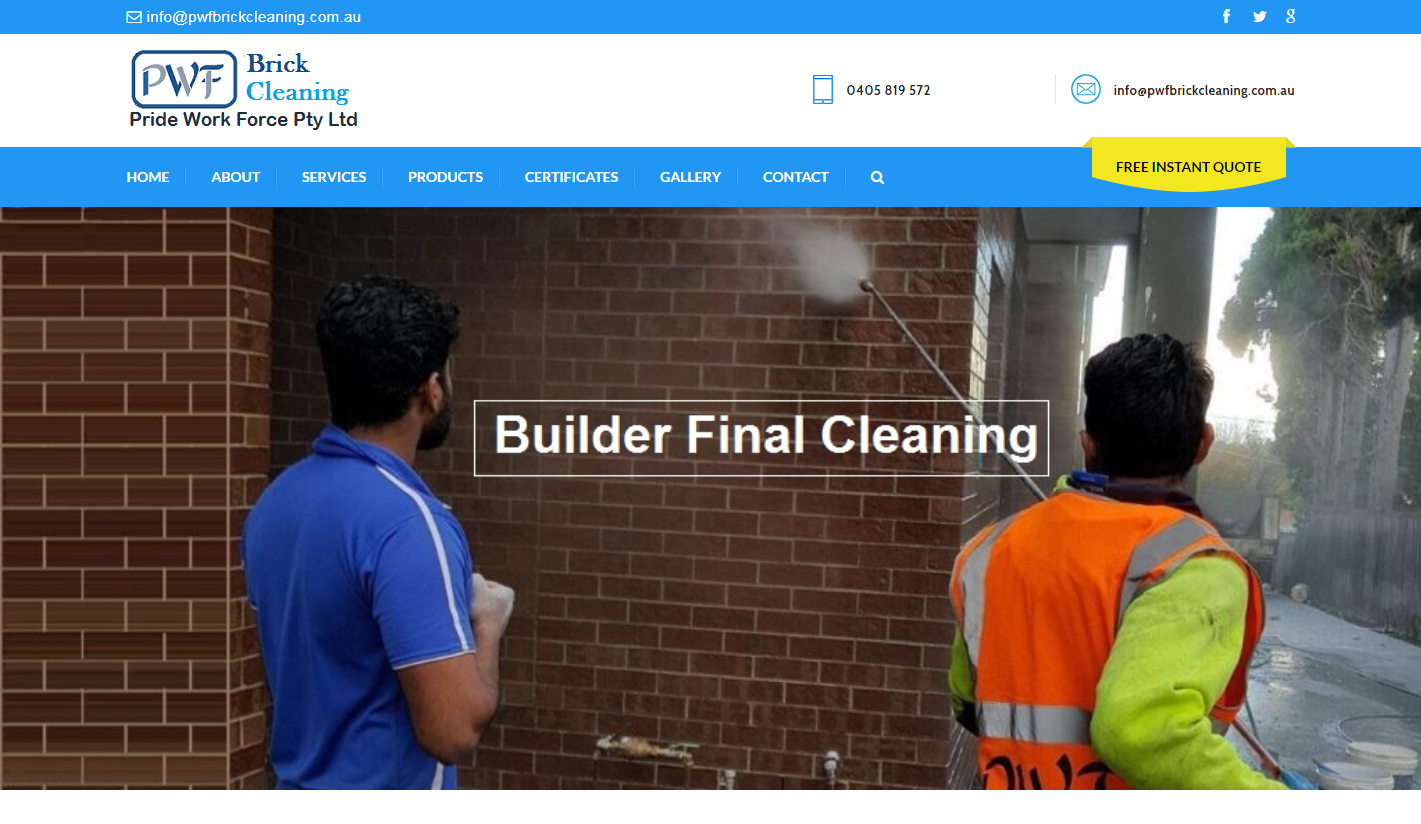 info@pwfbrickcleaning.com.au
PWF Brick
Cleaning
Pride Work Force Pty Ltd
0405 819 572
info@pwfbrickcleaning.com.au
HOME ABOUT SERVICES PRODUCTS CERTIFICATES GALLERY CONTACT
FREE INSTANT QUOTE
Builder Final Cleaning
PWF